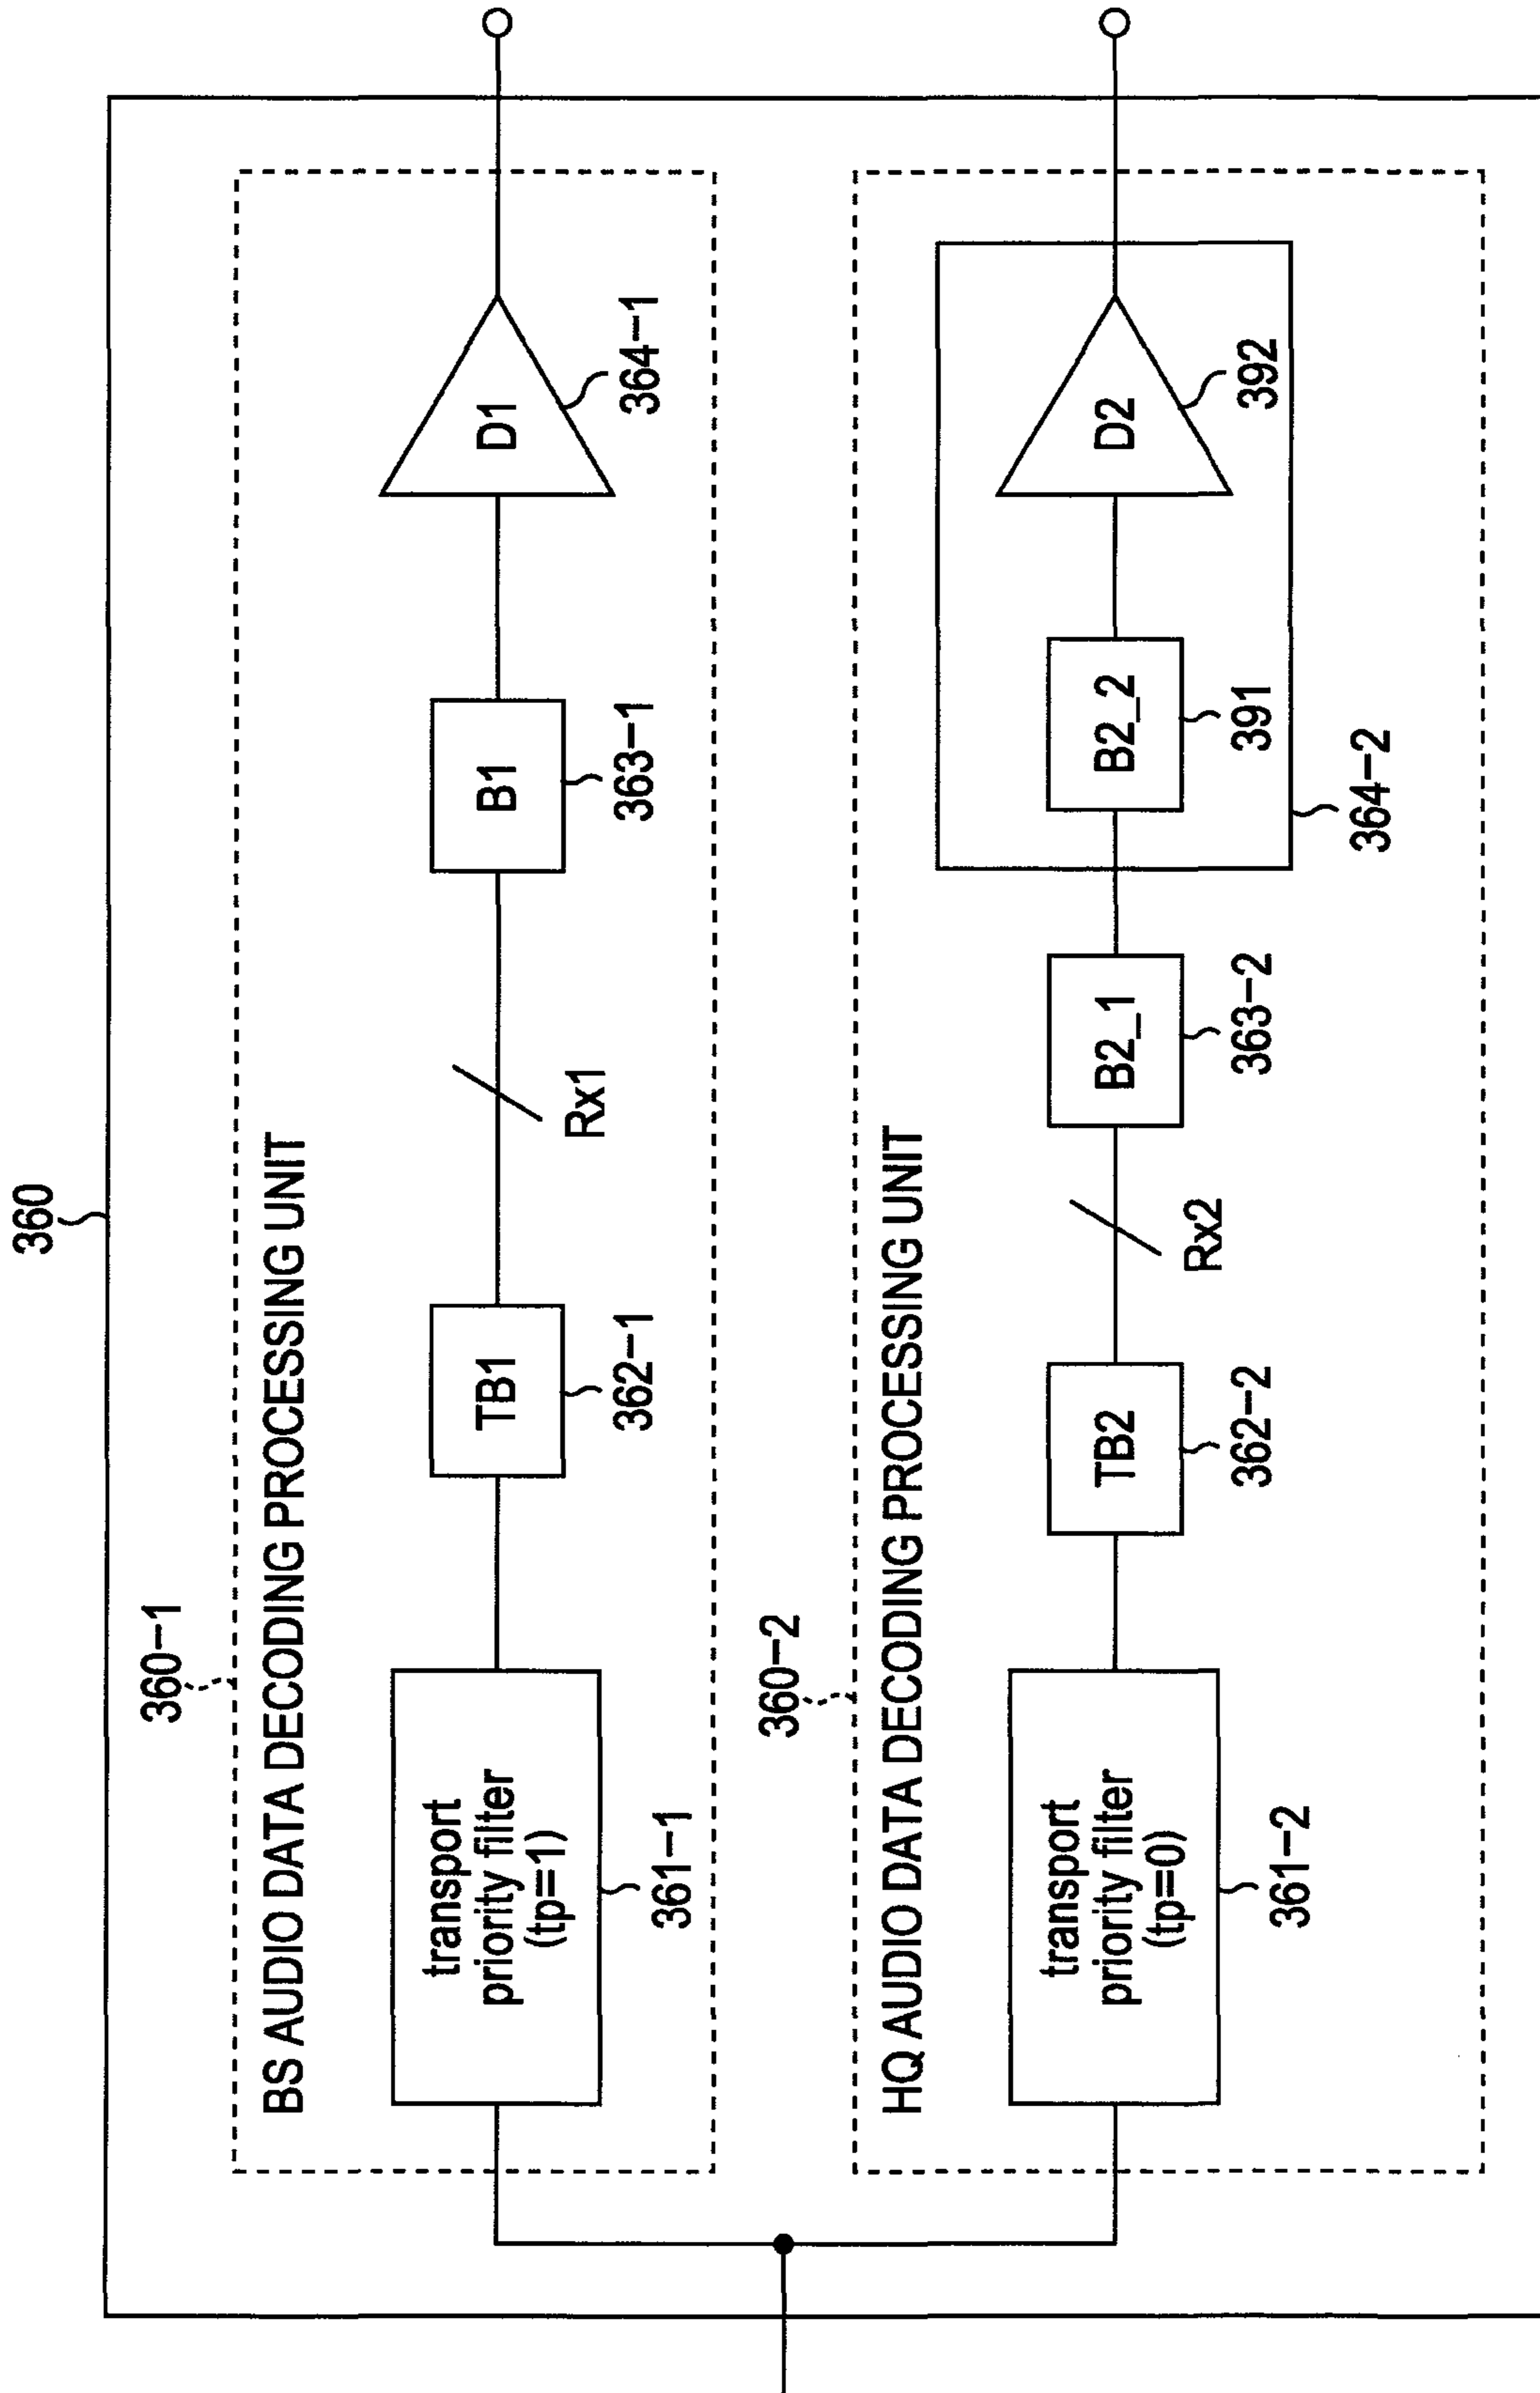 360
360-1
BS AUDIO DATA DECODING PROCESSING UNIT
transport
priority filter
(tp=1)
361-1
TB1
362-1
Rx1
B1
363-1
D1
364-1
360-2
HQ AUDIO DATA DECODING PROCESSING UNIT
transport
priority filter
(tp=0)
361-2
TB2
362-2
Rx2
B2_1
363-2
B2_2
391
D2
392
364-2